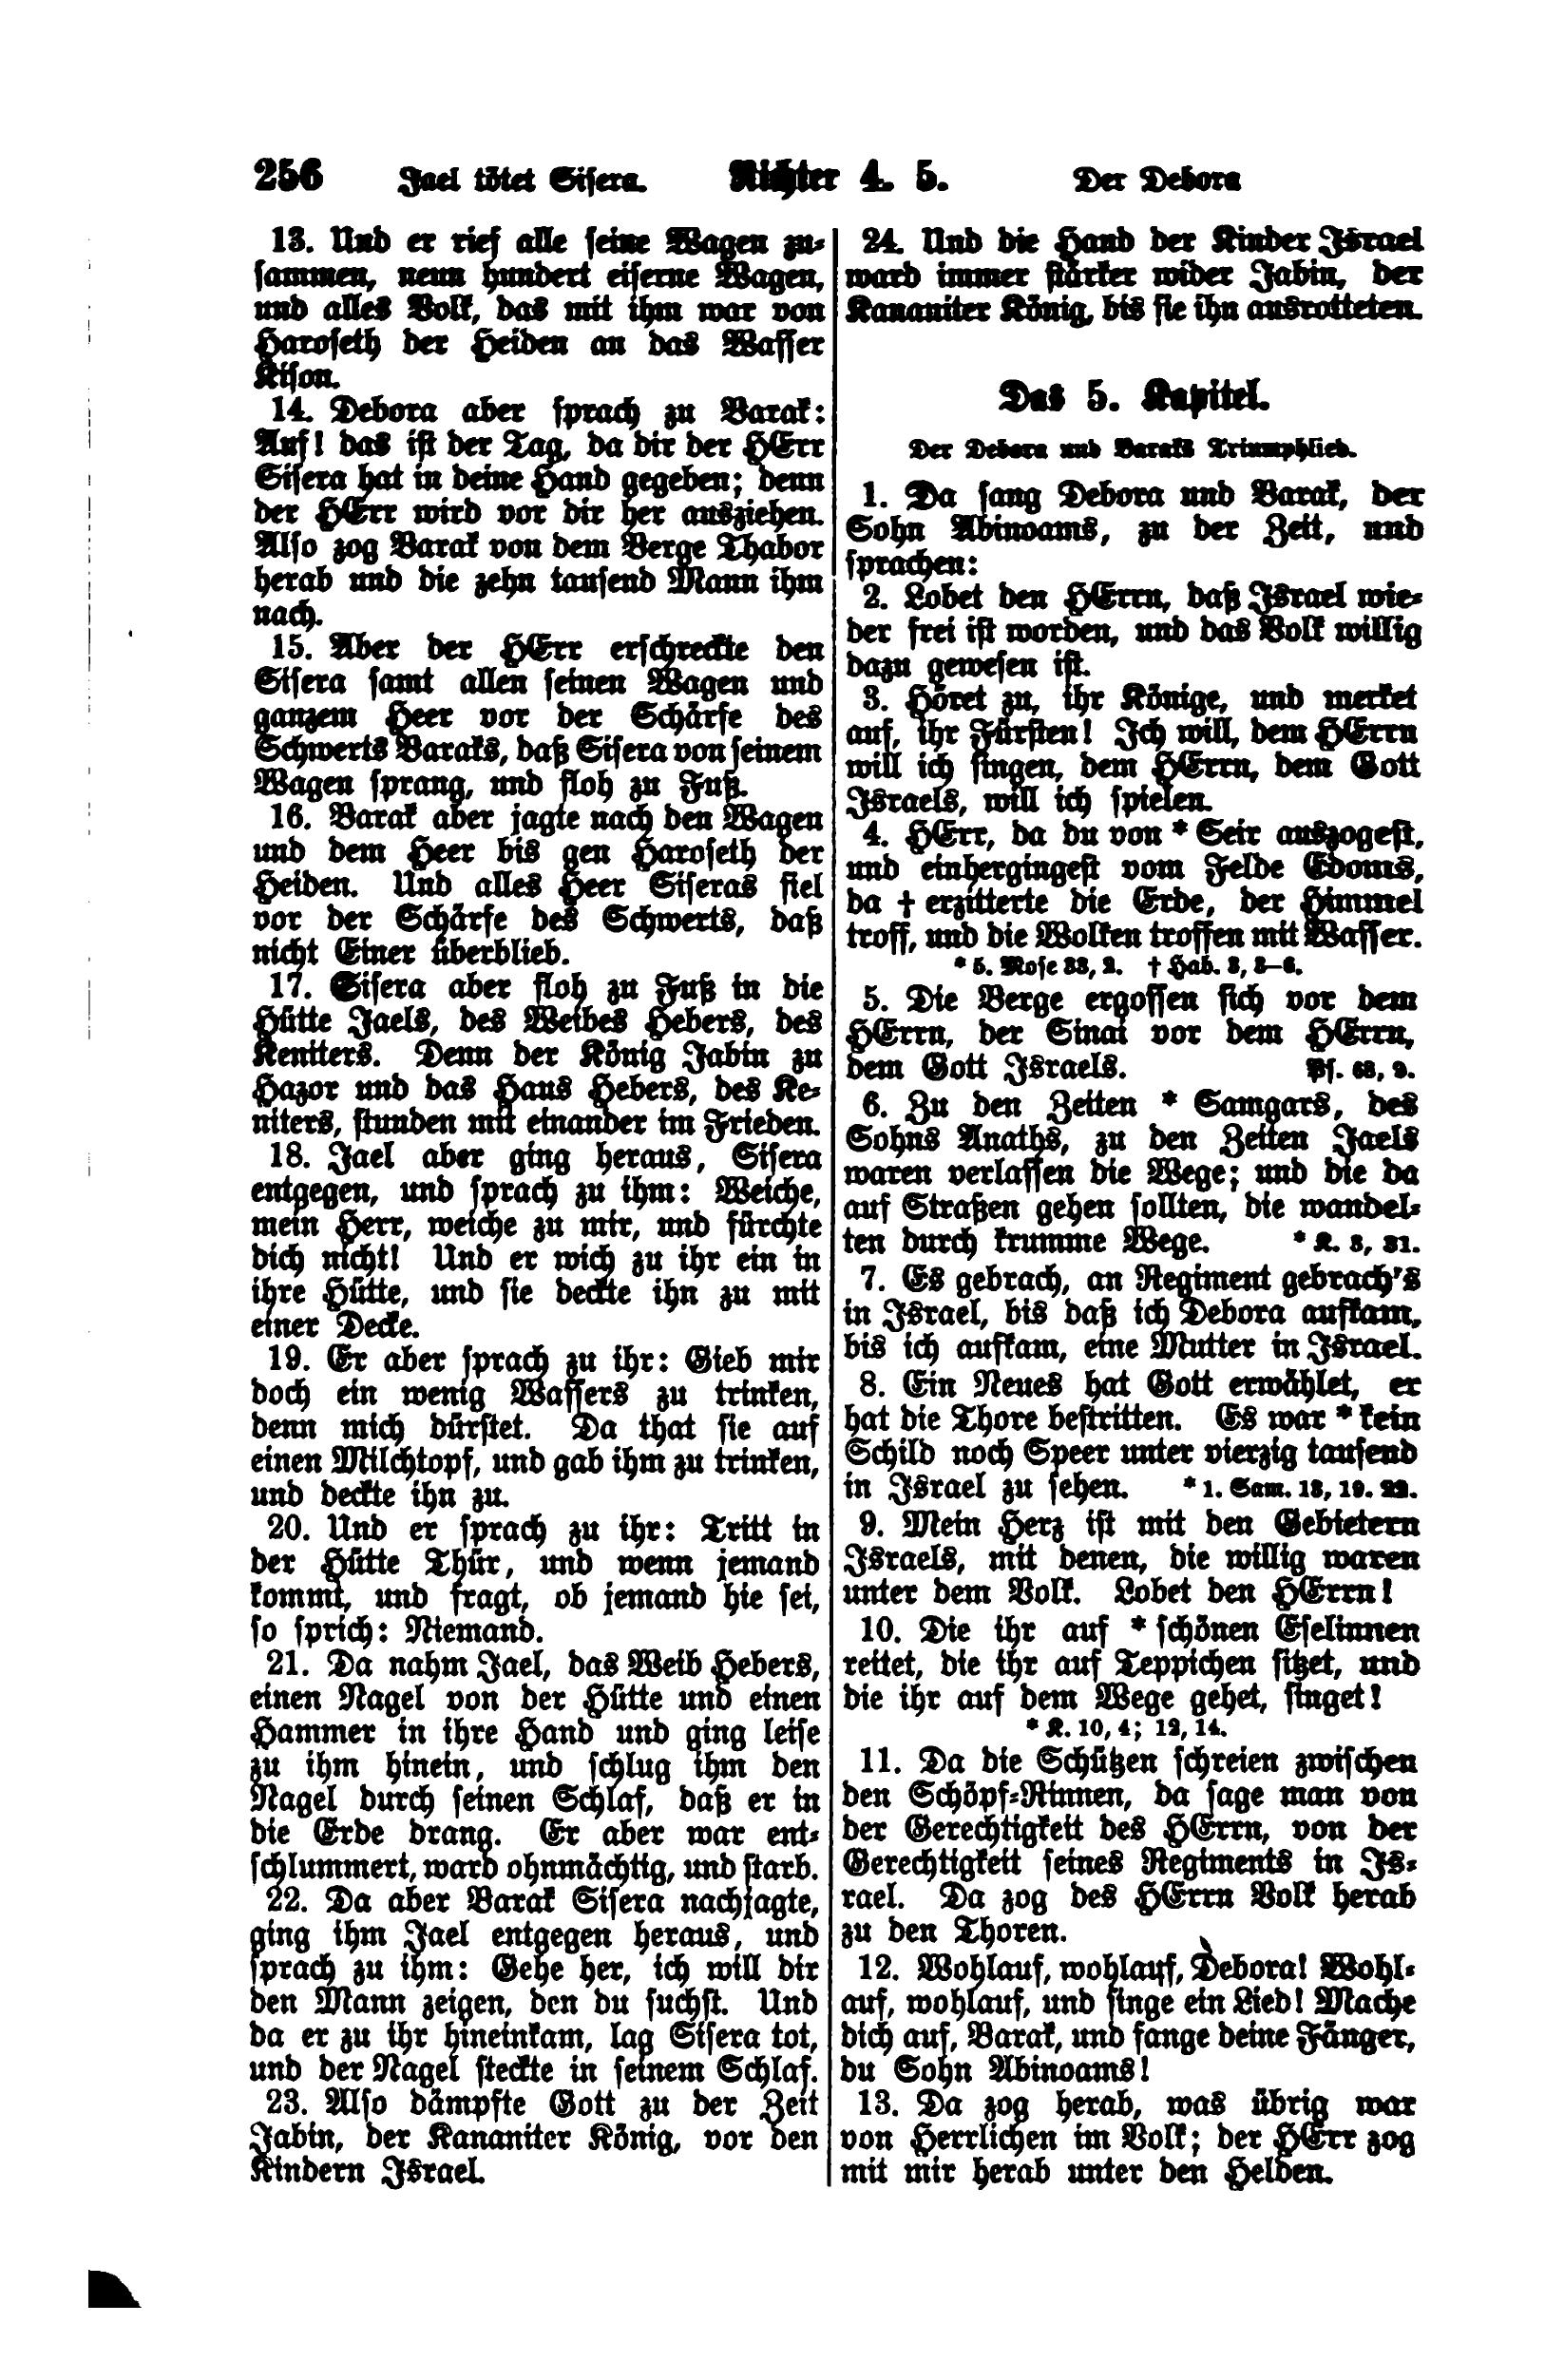 256 Jael tötet Sisera. Richter 4. 5. Der Debora
13. Und er rief alle seine Wagen zu-
sammen, neun hundert eiserne Wagen,
und alles Volk, das mit ihm war von
Haroseth der Heiden an das Wasser
Kison.
14. Debora aber sprach zu Barak:
Auf! das ist der Tag, da dir der HErr
Sisera hat in deine Hand gegeben; denn
der HErr wird vor dir her ausziehen.
Also zog Barak von dem Berge Thabor
herab und die zehn tausend Mann ihm
nach.
15. Aber der HErr erschreckte den
Sisera samt allen seinen Wagen und
ganzem Heer vor der Schärfe des
Schwerts Baraks, daß Sisera von seinem
Wagen sprang, und floh zu Fuß.
16. Barak aber jagte nach den Wagen
und dem Heer bis gen Haroseth der
Heiden. Und alles Heer Siseras fiel
vor der Schärfe des Schwerts, daß
nicht Einer überblieb.
17. Sisera aber floh zu Fuß in die
Hütte Jaels, des Weibes Hebers, des
Keniters. Denn der König Jabin zu
Hazor und das Haus Hebers, des Ke-
niters, stunden mit einander im Frieden.
18. Jael aber ging heraus, Sisera
entgegen, und sprach zu ihm: Weiche,
mein Herr, weiche zu mir, und fürchte
dich nicht! Und er wich zu ihr ein in
ihre Hütte, und sie deckte ihn zu mit
einer Decke.
19. Er aber sprach zu ihr: Gieb mir
doch ein wenig Wassers zu trinken,
denn mich dürstet. Da that sie auf
einen Milchtopf, und gab ihm zu trinken,
und deckte ihn zu.
20. Und er sprach zu ihr: Tritt in
der Hütte Thür, und wenn jemand
kommt, und fragt, ob jemand hie sei,
so sprich: Niemand.
21. Da nahm Jael, das Weib Hebers,
einen Nagel von der Hütte und einen
Hammer in ihre Hand und ging leise
zu ihm hinein, und schlug ihm den
Nagel durch seinen Schlaf, daß er in
die Erde drang. Er aber war ent-
schlummert, ward ohnmächtig, und starb.
22. Da aber Barak Sisera nachjagte,
ging ihm Jael entgegen heraus, und
sprach zu ihm: Gehe her, ich will dir
den Mann zeigen, den du suchst. Und
da er zu ihr hineinkam, lag Sisera tot,
und der Nagel steckte in seinem Schlaf.
23. Also dämpfte Gott zu der Zeit
Jabin, der Kananiter König, vor den
Kindern Israel.
24. Und die Hand der Kinder Israel
ward immer stärker wider Jabin, der
Kananiter König, bis sie ihn ausrotteten.
Das 5. Kapitel.
Der Debora und Baraks Triumphlied.
1. Da sang Debora und Barak, der
Sohn Abinoams, zu der Zeit, und
sprachen:
2. Lobet den HErrn, daß Israel wie-
der frei ist worden, und das Volk willig
dazu gewesen ist.
3. Höret zu, ihr Könige, und merket
auf, ihr Fürsten! Ich will, dem HErrn
will ich singen, dem HErrn, dem Gott
Israels, will ich spielen.
4. HErr, da du von * Seir auszogest,
und einhergingest vom Felde Edoms,
da † erzitterte die Erde, der Himmel
troff, und die Wolken troffen mit Wasser.
* 5. Mose 33, 2. † Hab. 3, 3-6.
5. Die Berge ergossen sich vor dem
HErrn, der Sinai vor dem HErrn,
dem Gott Israels. Ps. 68, 9.
6. Zu den Zeiten * Samgars, des
Sohns Anaths, zu den Zeiten Jaels
waren verlassen die Wege; und die da
auf Straßen gehen sollten, die wandel-
ten durch krumme Wege. * K. 3, 31.
7. Es gebrach, an Regiment gebrach's
in Israel, bis daß ich Debora aufkam,
bis ich aufkam, eine Mutter in Israel.
8. Ein Neues hat Gott erwählet, er
hat die Thore bestritten. Es war * kein
Schild noch Speer unter vierzig tausend
in Israel zu sehen. * 1. Sam. 13, 19. 22.
9. Mein Herz ist mit den Gebietern
Israels, mit denen, die willig waren
unter dem Volk. Lobet den HErrn!
10. Die ihr auf * schönen Eselinnen
reitet, die ihr auf Teppichen sitzet, und
die ihr auf dem Wege gehet, singet!
* K. 10, 4; 12, 14.
11. Da die Schützen schreien zwischen
den Schöpf-Rinnen, da sage man von
der Gerechtigkeit des HErrn, von der
Gerechtigkeit seines Regiments in Is-
rael. Da zog des HErrn Volk herab
zu den Thoren.
12. Wohlauf, wohlauf, Debora! Wohl-
auf, wohlauf, und singe ein Lied! Mache
dich auf, Barak, und fange deine Fänger,
du Sohn Abinoams!
13. Da zog herab, was übrig war
von Herrlichen im Volk; der HErr zog
mit mir herab unter den Helden.